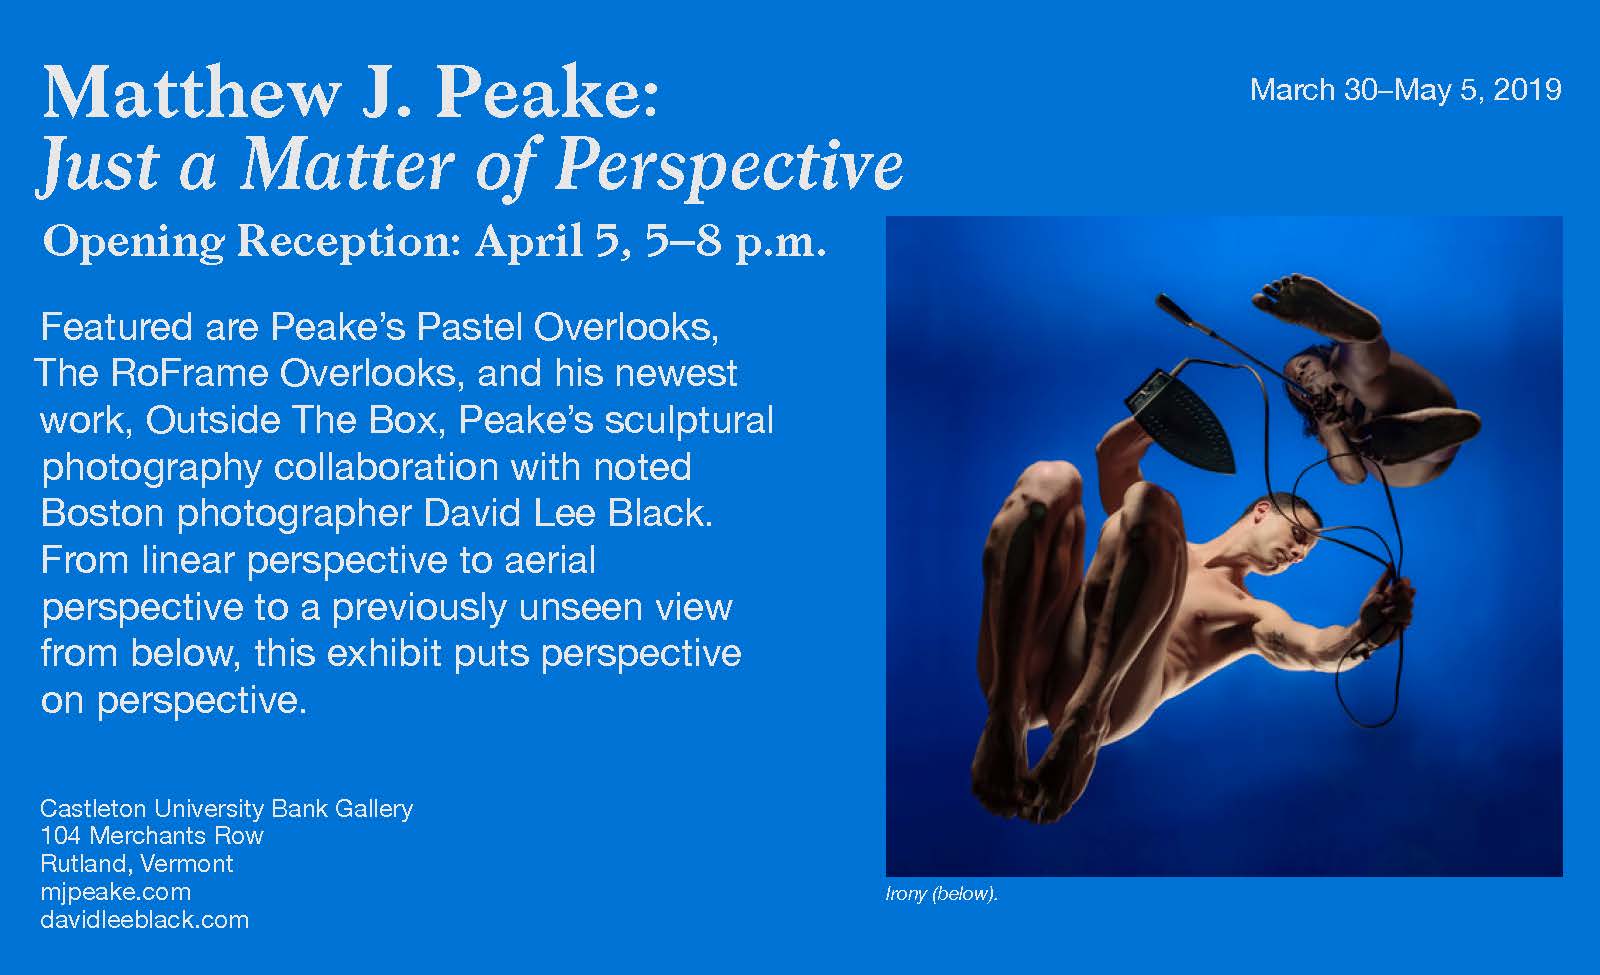 Matthew J. Peake:
Just a Matter of Perspective
March 30–May 5, 2019
Opening Reception: April 5, 5–8 p.m.
Featured are Peake’s Pastel Overlooks,
The RoFrame Overlooks, and his newest
work, Outside The Box, Peake’s sculptural
photography collaboration with noted
Boston photographer David Lee Black.
From linear perspective to aerial
perspective to a previously unseen view
from below, this exhibit puts perspective
on perspective.
Castleton University Bank Gallery
104 Merchants Row
Rutland, Vermont
mjpeake.com
davidleeblack.com
Irony (below).